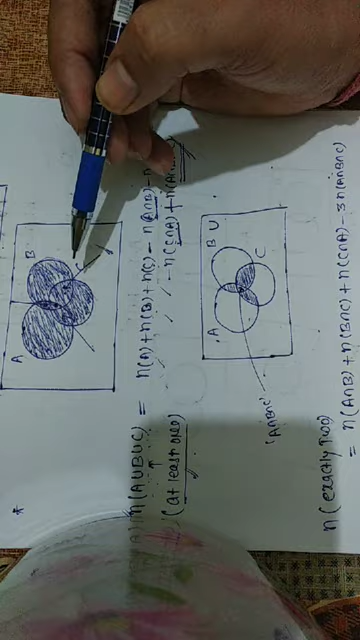 *
A B C
n(A∪B∪C) = n(A)+n(B)+n(C)- n(A∩B)-n
(at least one) -n(C∩A)+n(A∩
A B U C
(A∩B∩C)
n(exactly two)
= n(A∩B)+n(B∩C)+n(C∩A)-3n(A∩B∩C)